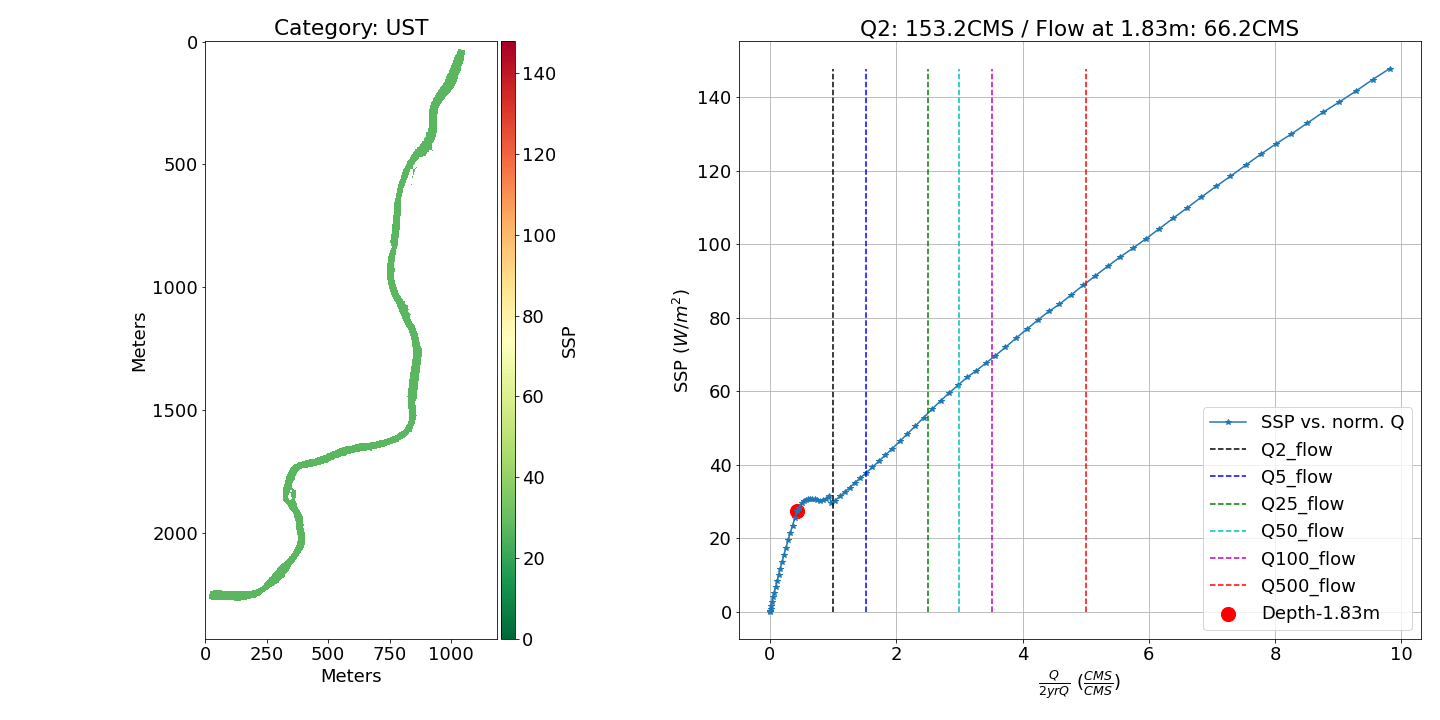 Category: UST
0
500
1000
1500
2000
Meters
0 250 500 750 1000
Meters
140
120
100
80
60
40
20
0
SSP
Q2: 153.2CMS / Flow at 1.83m: 66.2CMS
140
120
100
80
60
40
20
0
SSP (W/m²)
0 2 4 6 8 10
Q/2yrQ (CMS/CMS)
SSP vs. norm. Q
Q2_flow
Q5_flow
Q25_flow
Q50_flow
Q100_flow
Q500_flow
Depth-1.83m